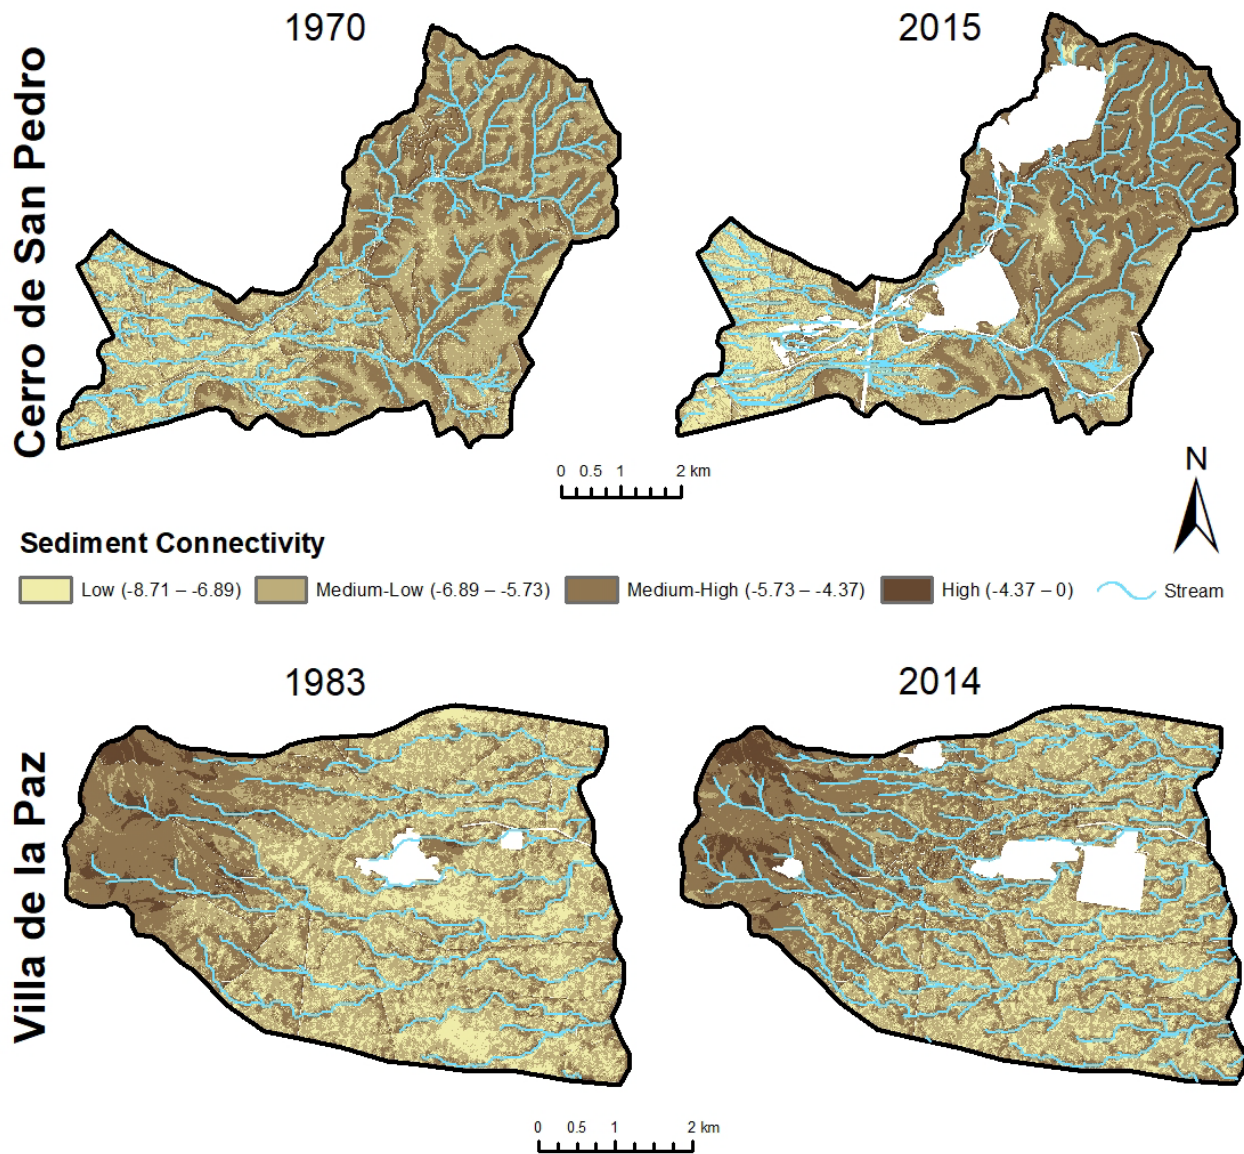 1970
2015
Cerro de San Pedro
0 0.5 1 2 km
N
Sediment Connectivity
Low (-8.71 – -6.89)
Medium-Low (-6.89 – -5.73)
Medium-High (-5.73 – -4.37)
High (-4.37 – 0)
Stream
1983
2014
Villa de la Paz
0 0.5 1 2 km